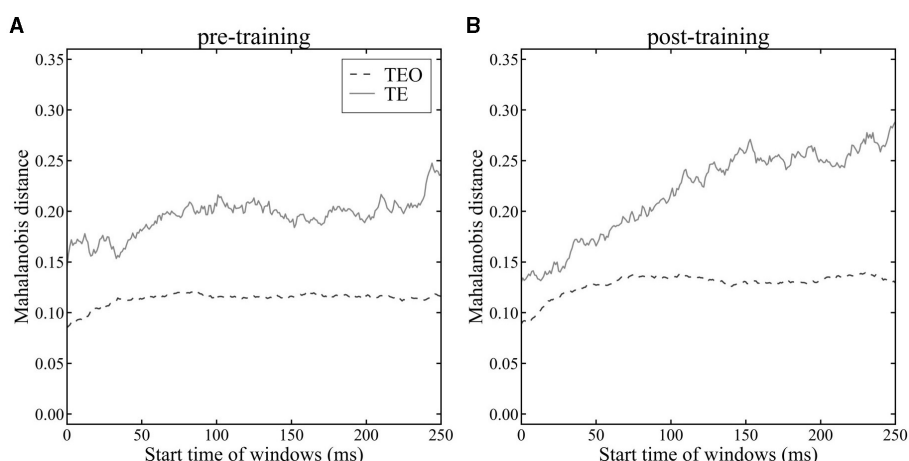 A
pre-training
0.35
0.30
0.25
0.20
0.15
0.10
0.05
0.00
Mahalanobis distance
TEO
TE
0 50 100 150 200 250
Start time of windows (ms)
B
post-training
0.35
0.30
0.25
0.20
0.15
0.10
0.05
0.00
Mahalanobis distance
0 50 100 150 200 250
Start time of windows (ms)